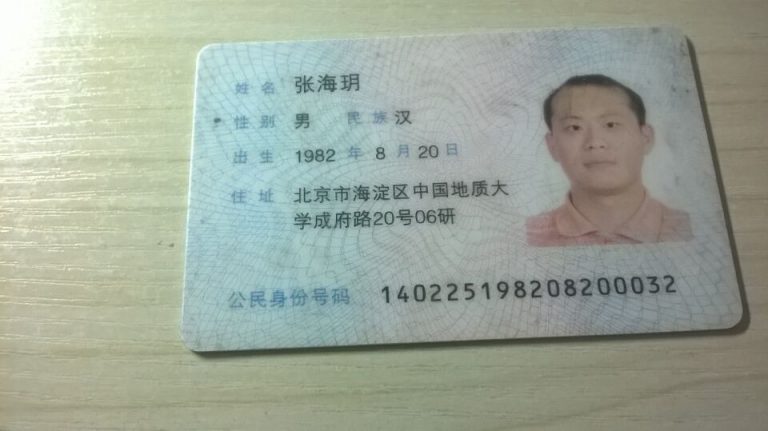 姓名 张海玥
性别 男 民族 汉
出生 1982 年 8 月 20 日
住址 北京市海淀区中国地质大
学成府路20号06研
公民身份号码 140225198208200032